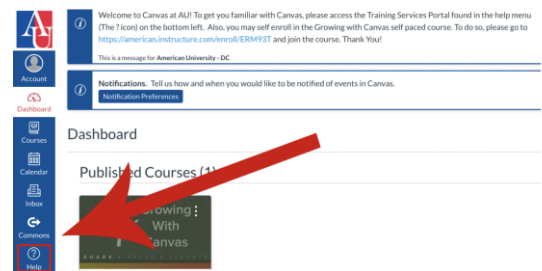 Welcome to Canvas at AU! To get you familiar with Canvas, please access the Training Services Portal found in the help menu
(The ? icon) on the bottom left. Also, you may self enroll in the Growing with Canvas self paced course. To do so, please go to
https://american.instructure.com/enroll/ERM93T and join the course. Thank You!
This is a message for American University - DC
Notifications. Tell us how and when you would like to be notified of events in Canvas.
Notification Preferences
AU
Account
Dashboard
Courses
Calendar
Inbox
Commons
Help
Dashboard
Published Courses (1)
Growing
With
Canvas
SHARE